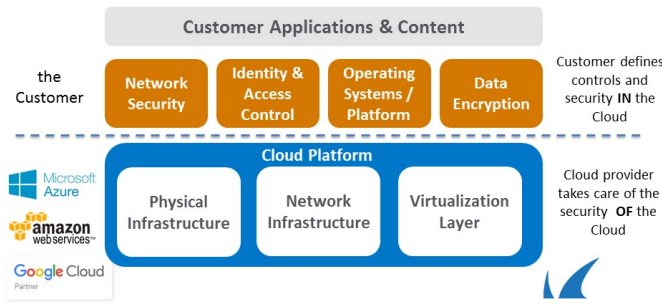 Customer Applications & Content
the
Customer
Network
Security
Identity &
Access
Control
Operating
Systems /
Platform
Data
Encryption
Customer defines
controls and
security IN the
Cloud
Cloud Platform
Microsoft
Azure
amazon
web services™
Google Cloud
Partner
Physical
Infrastructure
Network
Infrastructure
Virtualization
Layer
Cloud provider
takes care of the
security OF the
Cloud